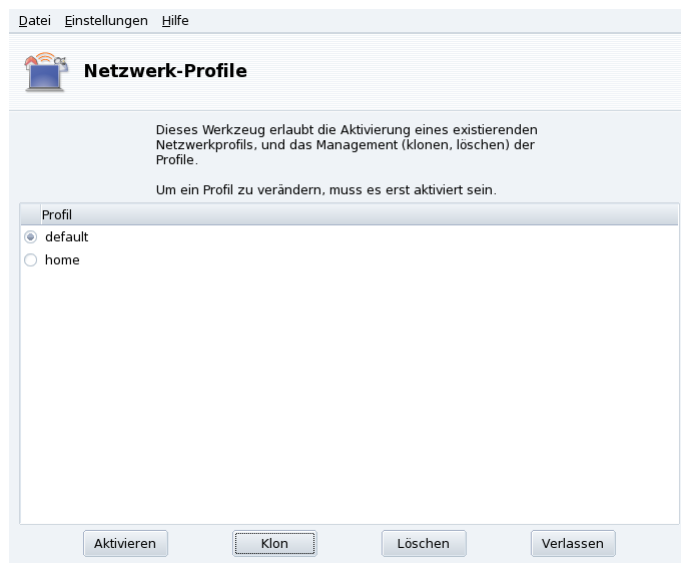 Datei Einstellungen Hilfe
Netzwerk-Profile
Dieses Werkzeug erlaubt die Aktivierung eines existierenden
Netzwerkprofils, und das Management (klonen, löschen) der
Profile.
Um ein Profil zu verändern, muss es erst aktiviert sein.
Profil
default
home
Aktivieren Klon Löschen Verlassen